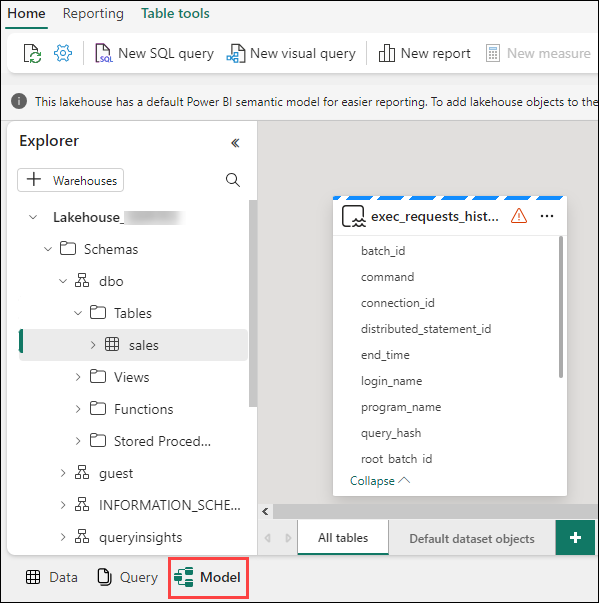 Home Reporting Table tools
New SQL query New visual query New report New measure
This lakehouse has a default Power BI semantic model for easier reporting. To add lakehouse objects to the
Explorer
Warehouses
Lakehouse_
Schemas
dbo
Tables
sales
Views
Functions
Stored Proced...
guest
INFORMATION_SCHE...
queryinsights
exec_requests_hist...
batch_id
command
connection_id
distributed_statement_id
end_time
login_name
program_name
query_hash
root_batch_id
Collapse
All tables Default dataset objects
Data Query Model